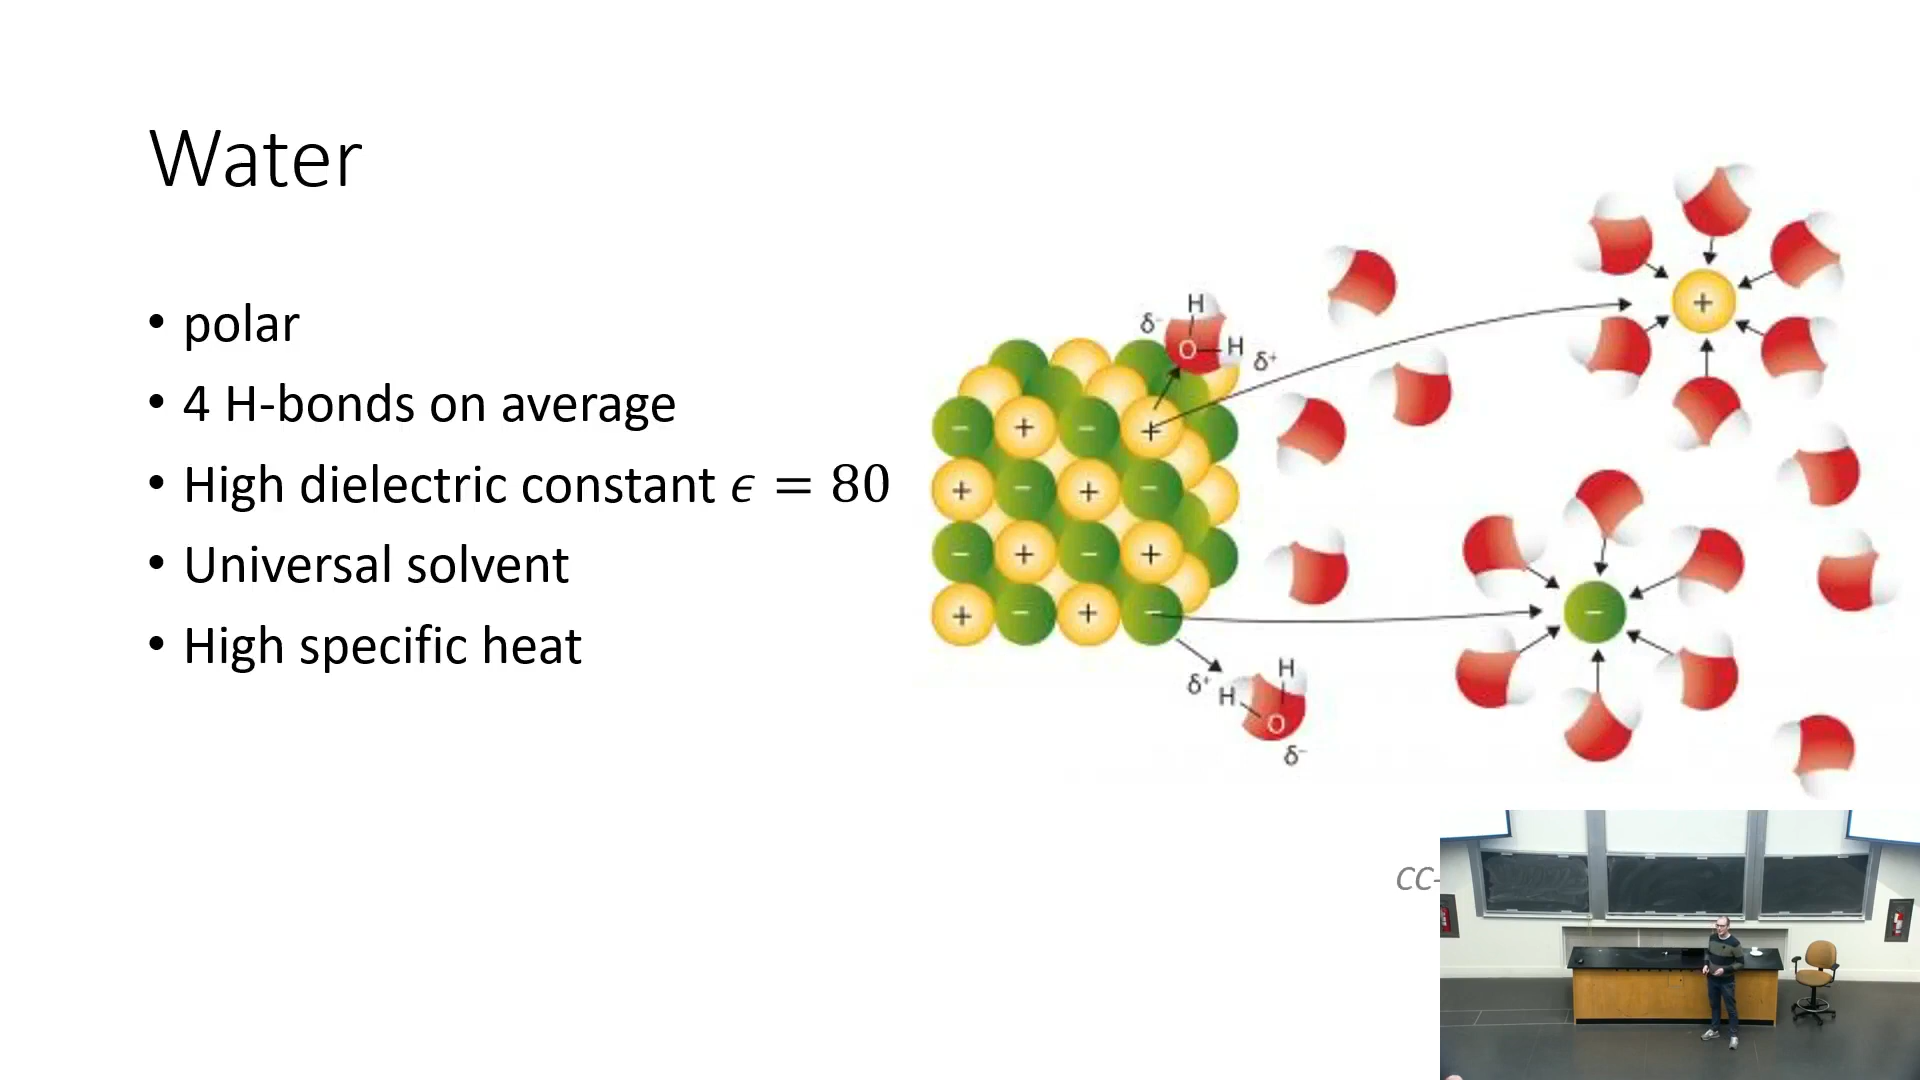 Water
• polar
• 4 H-bonds on average
• High dielectric constant ϵ = 80
• Universal solvent
• High specific heat
H
δ⁻
O
H
δ⁺
+
+
−
+
−
+
+
−
+
−
−
+
−
+
+
−
+
−
−
δ⁺
H
H
O
δ⁻
CC-